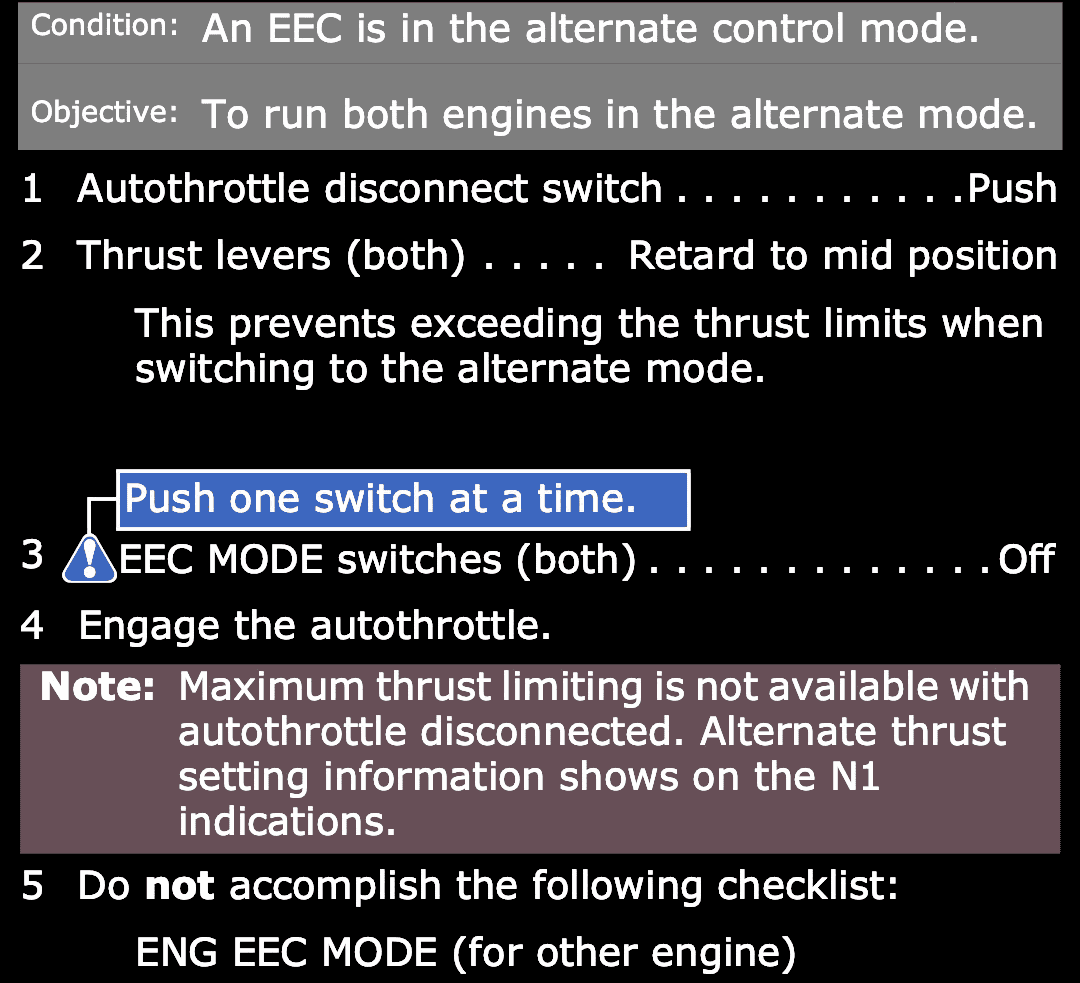 Condition: An EEC is in the alternate control mode.
Objective: To run both engines in the alternate mode.
1 Autothrottle disconnect switch . . . . . . . . . . .Push
2 Thrust levers (both) . . . . . Retard to mid position
This prevents exceeding the thrust limits when
switching to the alternate mode.
Push one switch at a time.
3 ! EEC MODE switches (both) . . . . . . . . . . . . .Off
4 Engage the autothrottle.
Note: Maximum thrust limiting is not available with
autothrottle disconnected. Alternate thrust
setting information shows on the N1
indications.
5 Do not accomplish the following checklist:
ENG EEC MODE (for other engine)